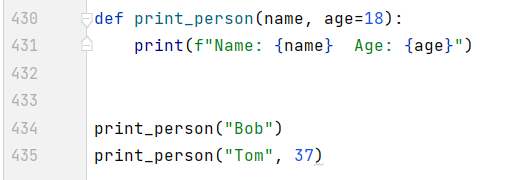 430 def print_person(name, age=18):
431     print(f"Name: {name}  Age: {age}")
432
433
434 print_person("Bob")
435 print_person("Tom", 37)